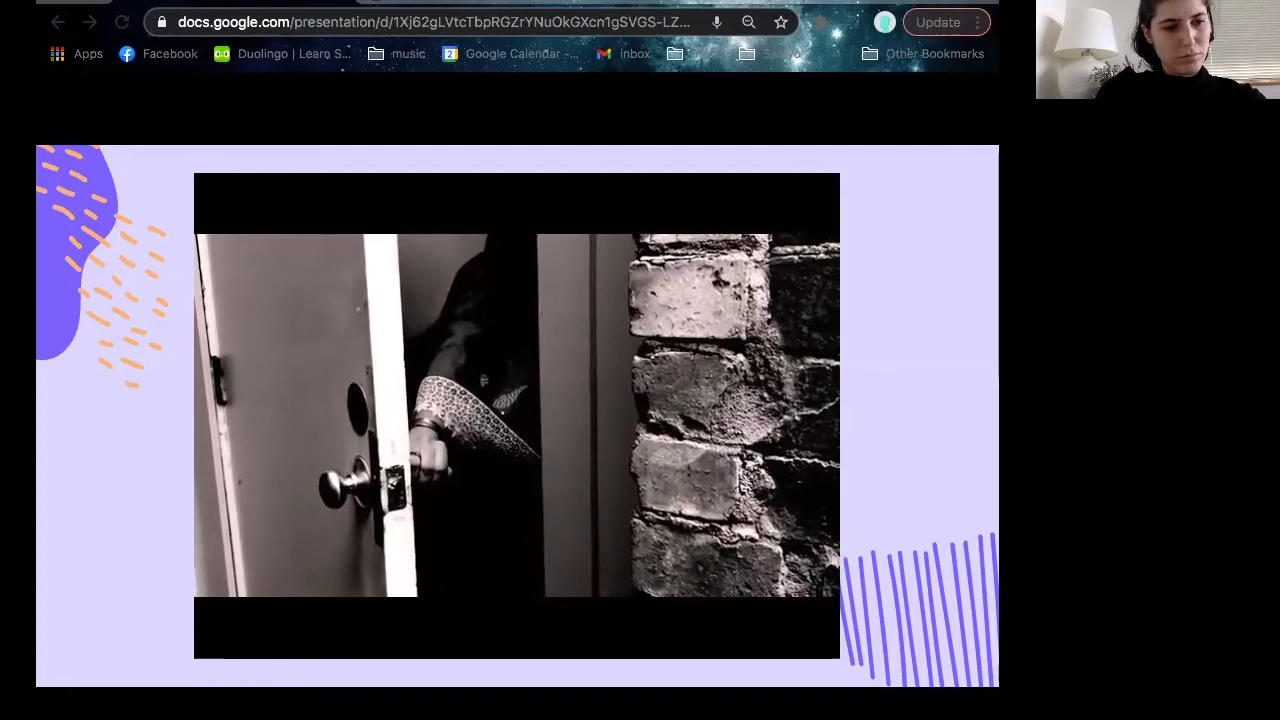 docs.google.com/presentation/d/1Xj62gLVtcTbpRGZrYNuOkGXcn1gSVGS-LZ...
Update
Apps Facebook Duolingo | Learn S... music Google Calendar -... inbox Other Bookmarks